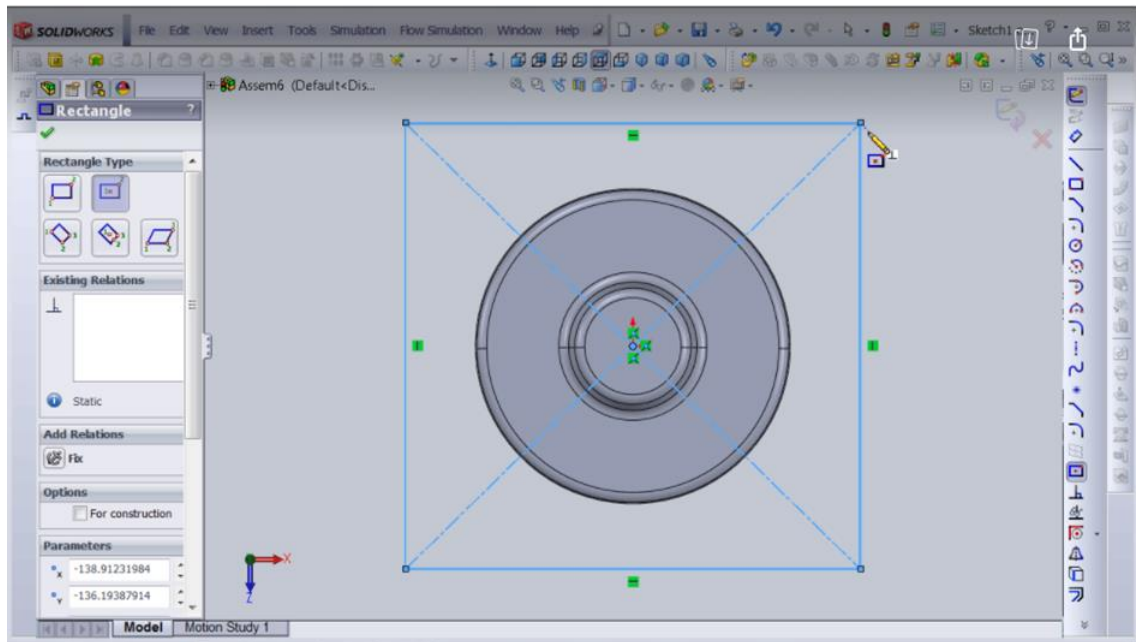 SOLIDWORKS File Edit View Insert Tools Simulation Flow Simulation Window Help Sketch1
Assem6 (Default<Dis...
Rectangle ?
Rectangle Type
Existing Relations
Static
Add Relations
Fix
Options
For construction
Parameters
x -138.91231984
y -136.19387914
X
Z
Model Motion Study 1